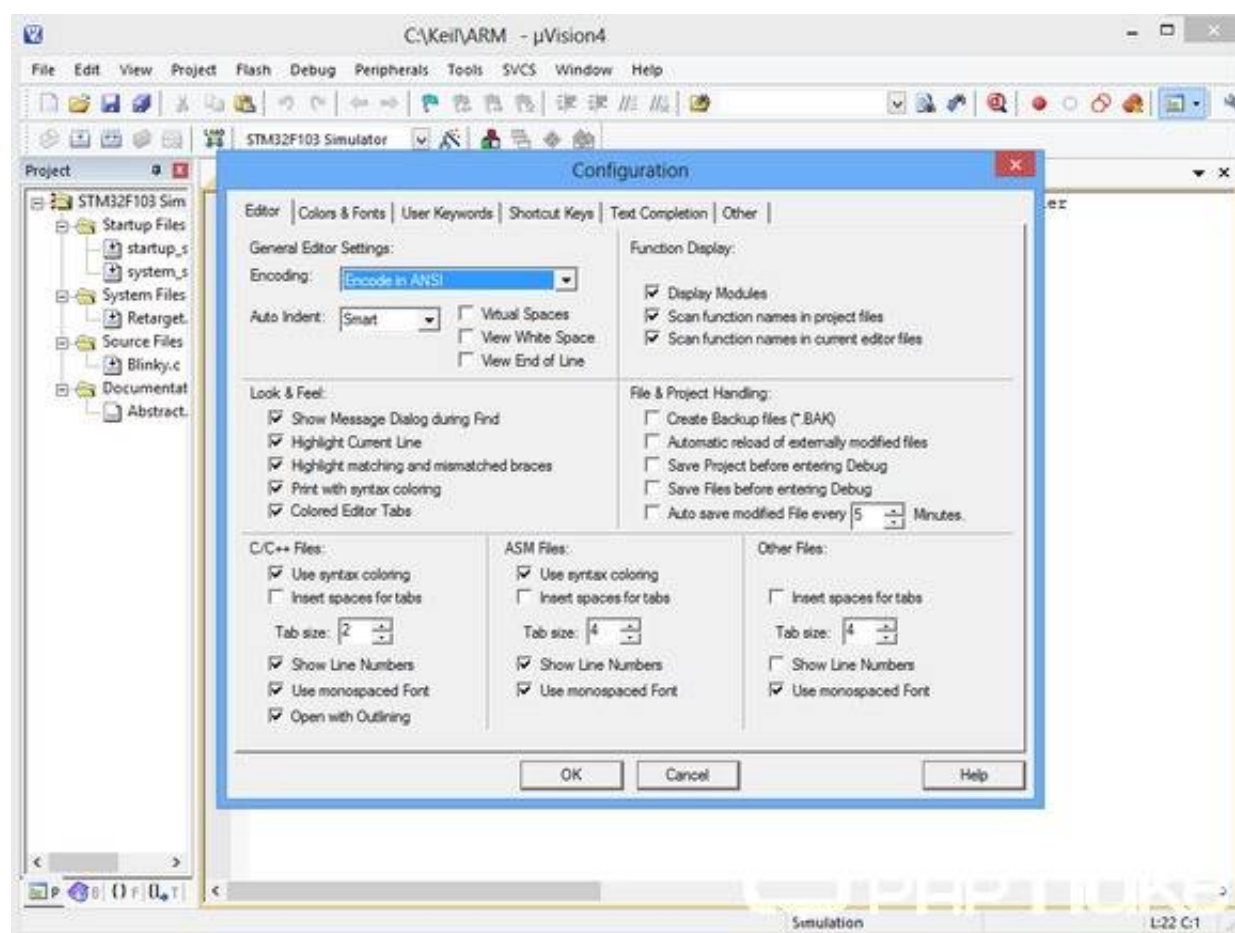 C:\Keil\ARM - µVision4
File Edit View Project Flash Debug Peripherals Tools SVCS Window Help
STM32F103 Simulator
Project
STM32F103 Sim
Startup Files
startup_s
system_s
System Files
Retarget.
Source Files
Blinky.c
Documentat
Abstract.
er
Configuration
Editor Colors & Fonts User Keywords Shortcut Keys Text Completion Other
General Editor Settings:
Encoding: Encode in ANSI
Auto Indent: Smart
Virtual Spaces
View White Space
View End of Line
Function Display:
Display Modules
Scan function names in project files
Scan function names in current editor files
Look & Feel:
Show Message Dialog during Find
Highlight Current Line
Highlight matching and mismatched braces
Print with syntax coloring
Colored Editor Tabs
File & Project Handling:
Create Backup files (*.BAK)
Automatic reload of externally modified files
Save Project before entering Debug
Save Files before entering Debug
Auto save modified File every 5 Minutes.
C/C++ Files:
Use syntax coloring
Insert spaces for tabs
Tab size: 2
Show Line Numbers
Use monospaced Font
Open with Outlining
ASM Files:
Use syntax coloring
Insert spaces for tabs
Tab size: 4
Show Line Numbers
Use monospaced Font
Other Files:
Insert spaces for tabs
Tab size: 4
Show Line Numbers
Use monospaced Font
OK Cancel Help
P B {} F 0 T
Simulation L:22 C:1